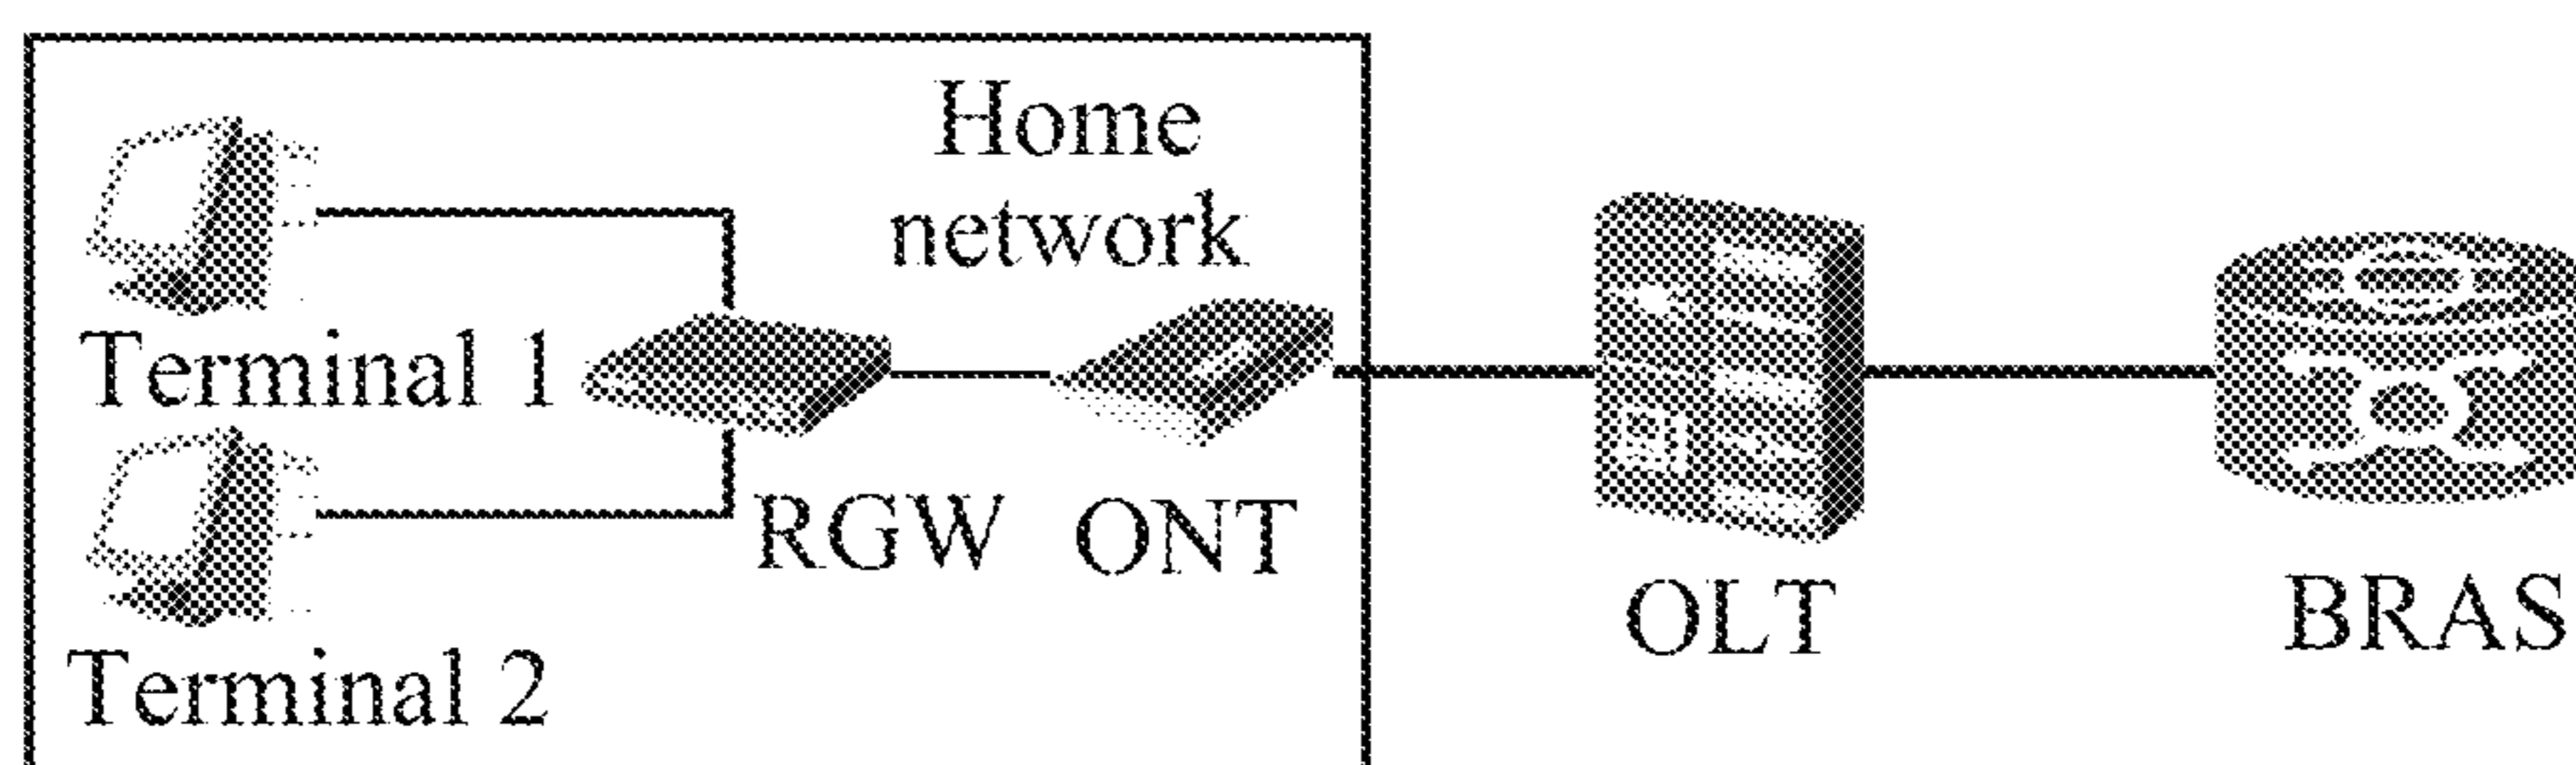 Home
network
Terminal 1
RGW
ONT
OLT
BRAS
Terminal 2